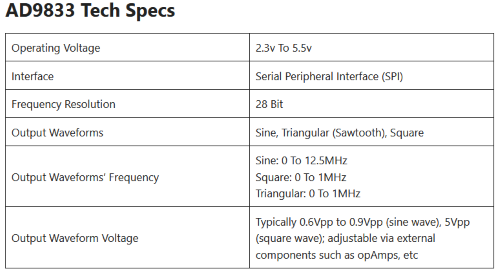 AD9833 Tech Specs
Operating Voltage
2.3v To 5.5v
Interface
Serial Peripheral Interface (SPI)
Frequency Resolution
28 Bit
Output Waveforms
Sine, Triangular (Sawtooth), Square
Output Waveforms' Frequency
Sine: 0 To 12.5MHz
Square: 0 To 1MHz
Triangular: 0 To 1MHz
Output Waveform Voltage
Typically 0.6Vpp to 0.9Vpp (sine wave), 5Vpp
(square wave); adjustable via external
components such as opAmps, etc